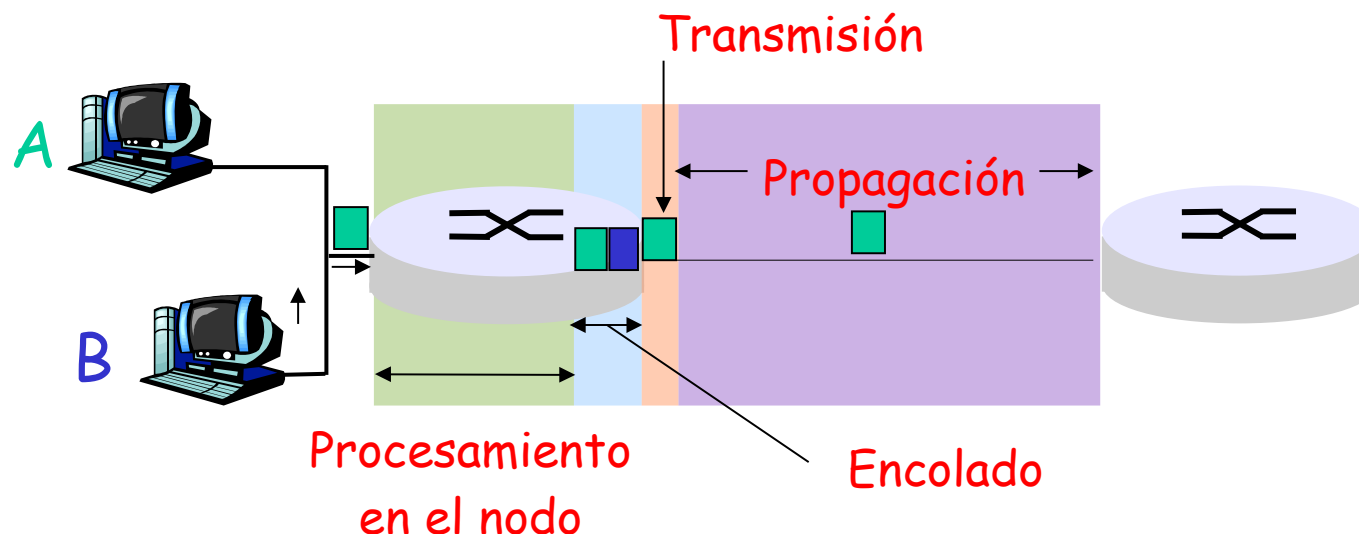 Transmisión
A
Propagación
B
Procesamiento
en el nodo
Encolado